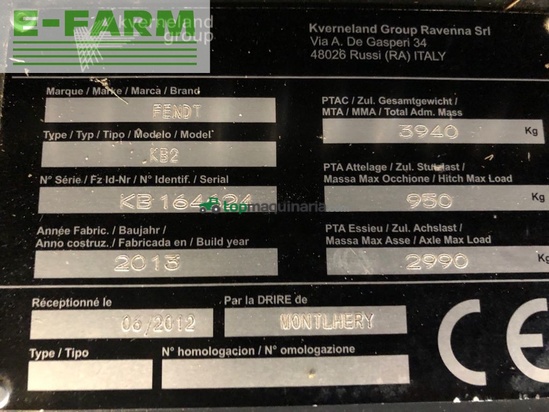 E-FARM
kverneland
group
Kverneland Group Ravenna Srl
Via A. De Gasperi 34
48026 Russi (RA) ITALY
Marque / Marke / Marca / Brand
FENDT
PTAC / Zul. Gesamtgewicht /
MTA / MMA / Total Adm. Mass
3940 Kg
Type / Typ / Tipo / Modelo / Model
KB2
PTA Attelage / Zul. Stutzlast /
Massa Max Occhione / Hitch Max Load
950 Kg
N° Série / Fz Id-Nr / N° Identif. / Serial
KB164124
topmaquinaria
Année Fabric. / Baujahr /
Anno costruz. / Fabricada en / Build year
2013
PTA Essieu / Zul. Achslast /
Massa Max Asse / Axle Max Load
2990 Kg
Réceptionné le
06/2012
Par la DRIRE de
MONTLHERY
Type / Tipo
N° homologacion / N° omologazione
CE